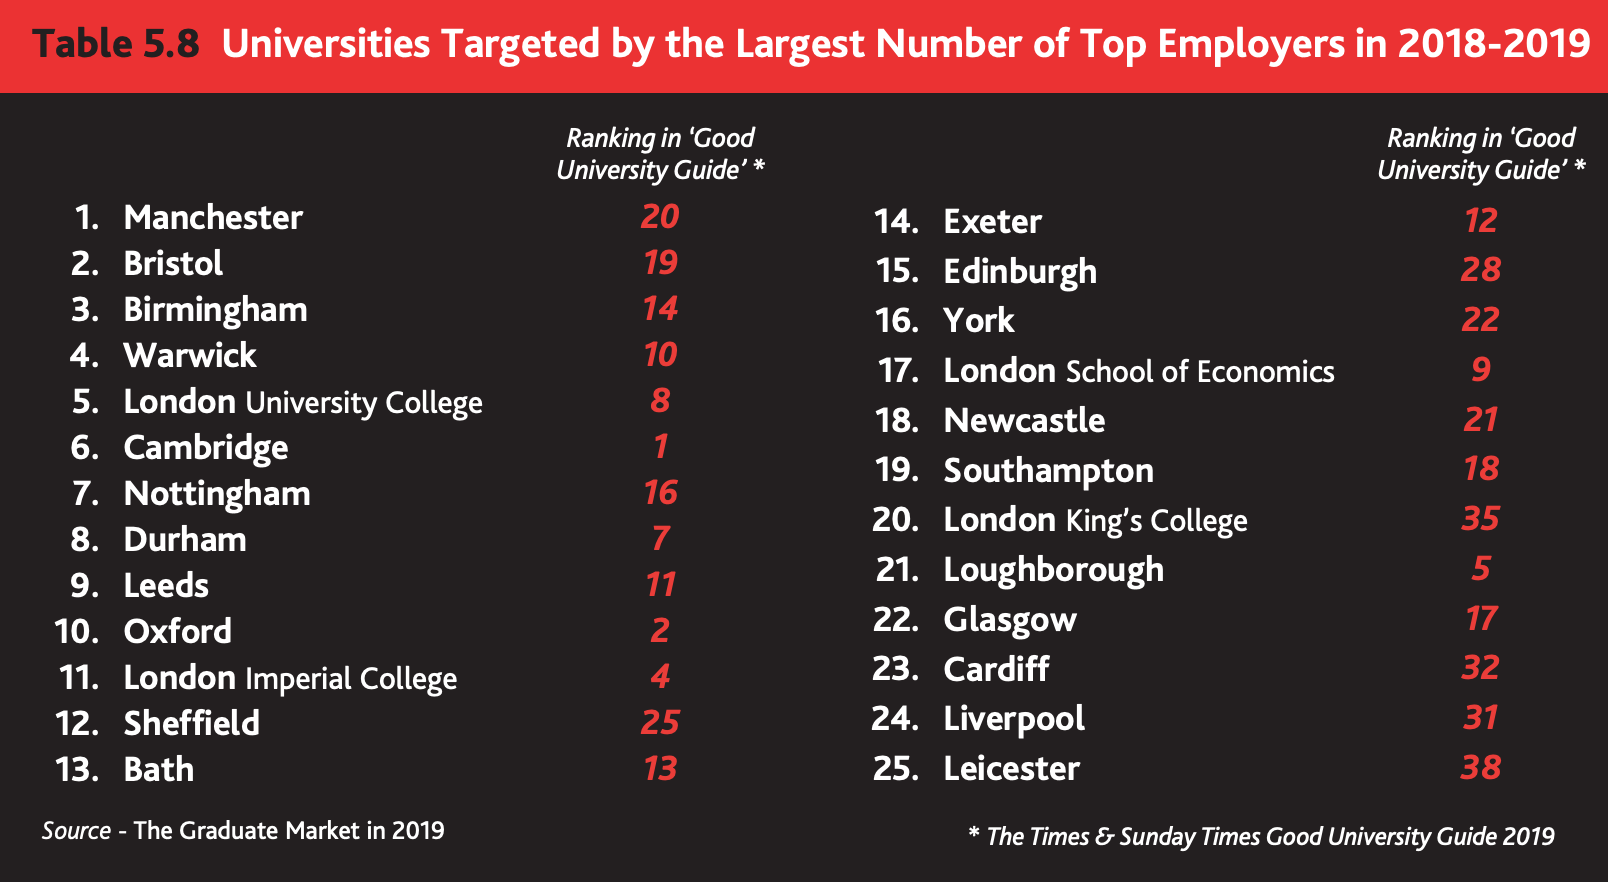 Table 5.8 Universities Targeted by the Largest Number of Top Employers in 2018-2019
Ranking in ‘Good
University Guide’ *
1. Manchester 20
2. Bristol 19
3. Birmingham 14
4. Warwick 10
5. London University College 8
6. Cambridge 1
7. Nottingham 16
8. Durham 7
9. Leeds 11
10. Oxford 2
11. London Imperial College 4
12. Sheffield 25
13. Bath 13
Source - The Graduate Market in 2019
Ranking in ‘Good
University Guide’ *
14. Exeter 12
15. Edinburgh 28
16. York 22
17. London School of Economics 9
18. Newcastle 21
19. Southampton 18
20. London King’s College 35
21. Loughborough 5
22. Glasgow 17
23. Cardiff 32
24. Liverpool 31
25. Leicester 38
* The Times & Sunday Times Good University Guide 2019